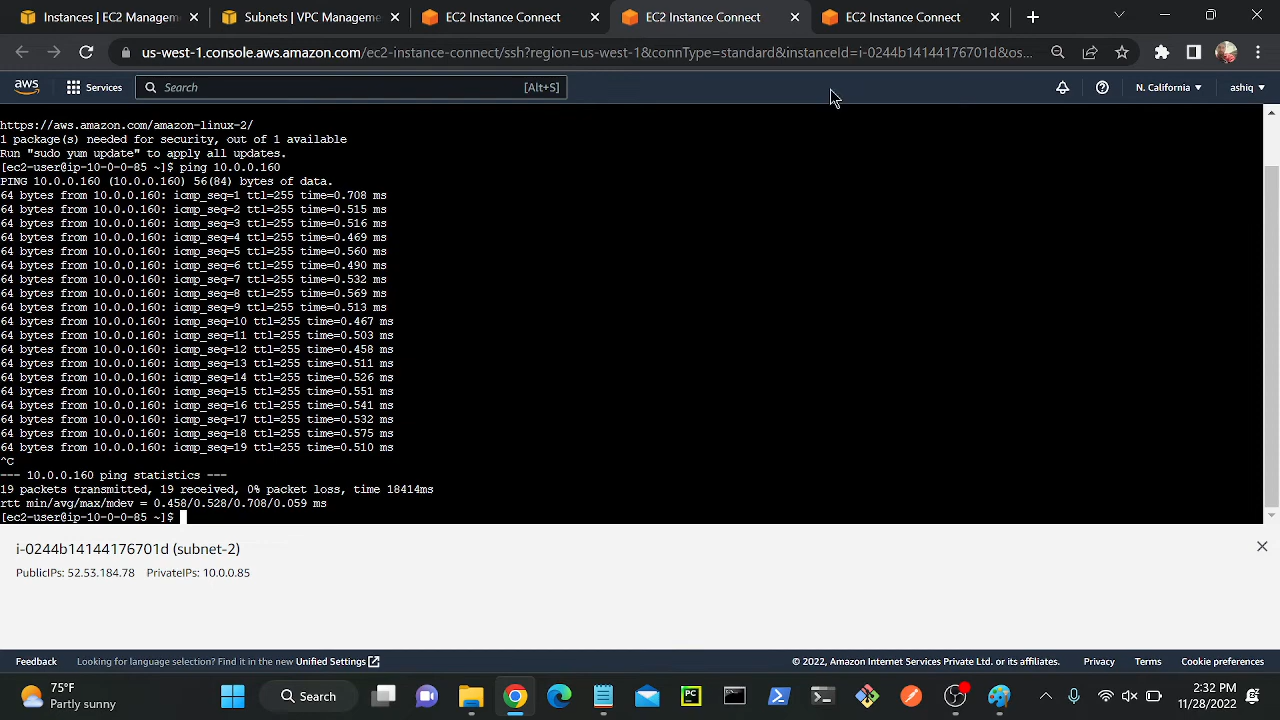 Instances | EC2 Managemen
Subnets | VPC Manageme
EC2 Instance Connect
EC2 Instance Connect
EC2 Instance Connect
us-west-1.console.aws.amazon.com/ec2-instance-connect/ssh?region=us-west-1&connType=standard&instanceId=i-0244b14144176701d&os...
aws
Services
Search
[Alt+S]
N. California
ashiq
https://aws.amazon.com/amazon-linux-2/
1 package(s) needed for security, out of 1 available
Run "sudo yum update" to apply all updates.
[ec2-user@ip-10-0-0-85 ~]$ ping 10.0.0.160
PING 10.0.0.160 (10.0.0.160) 56(84) bytes of data.
64 bytes from 10.0.0.160: icmp_seq=1 ttl=255 time=0.708 ms
64 bytes from 10.0.0.160: icmp_seq=2 ttl=255 time=0.515 ms
64 bytes from 10.0.0.160: icmp_seq=3 ttl=255 time=0.516 ms
64 bytes from 10.0.0.160: icmp_seq=4 ttl=255 time=0.469 ms
64 bytes from 10.0.0.160: icmp_seq=5 ttl=255 time=0.560 ms
64 bytes from 10.0.0.160: icmp_seq=6 ttl=255 time=0.490 ms
64 bytes from 10.0.0.160: icmp_seq=7 ttl=255 time=0.532 ms
64 bytes from 10.0.0.160: icmp_seq=8 ttl=255 time=0.569 ms
64 bytes from 10.0.0.160: icmp_seq=9 ttl=255 time=0.513 ms
64 bytes from 10.0.0.160: icmp_seq=10 ttl=255 time=0.467 ms
64 bytes from 10.0.0.160: icmp_seq=11 ttl=255 time=0.503 ms
64 bytes from 10.0.0.160: icmp_seq=12 ttl=255 time=0.458 ms
64 bytes from 10.0.0.160: icmp_seq=13 ttl=255 time=0.511 ms
64 bytes from 10.0.0.160: icmp_seq=14 ttl=255 time=0.526 ms
64 bytes from 10.0.0.160: icmp_seq=15 ttl=255 time=0.551 ms
64 bytes from 10.0.0.160: icmp_seq=16 ttl=255 time=0.541 ms
64 bytes from 10.0.0.160: icmp_seq=17 ttl=255 time=0.532 ms
64 bytes from 10.0.0.160: icmp_seq=18 ttl=255 time=0.575 ms
64 bytes from 10.0.0.160: icmp_seq=19 ttl=255 time=0.510 ms
^C
--- 10.0.0.160 ping statistics ---
19 packets transmitted, 19 received, 0% packet loss, time 18414ms
rtt min/avg/max/mdev = 0.458/0.528/0.708/0.059 ms
[ec2-user@ip-10-0-0-85 ~]$
i-0244b14144176701d (subnet-2)
PublicIPs: 52.53.184.78 PrivateIPs: 10.0.0.85
Feedback
Looking for language selection? Find it in the new Unified Settings
© 2022, Amazon Internet Services Private Ltd. or its affiliates.
Privacy
Terms
Cookie preferences
75°F
Partly sunny
Search
PC
2:32 PM
11/28/2022